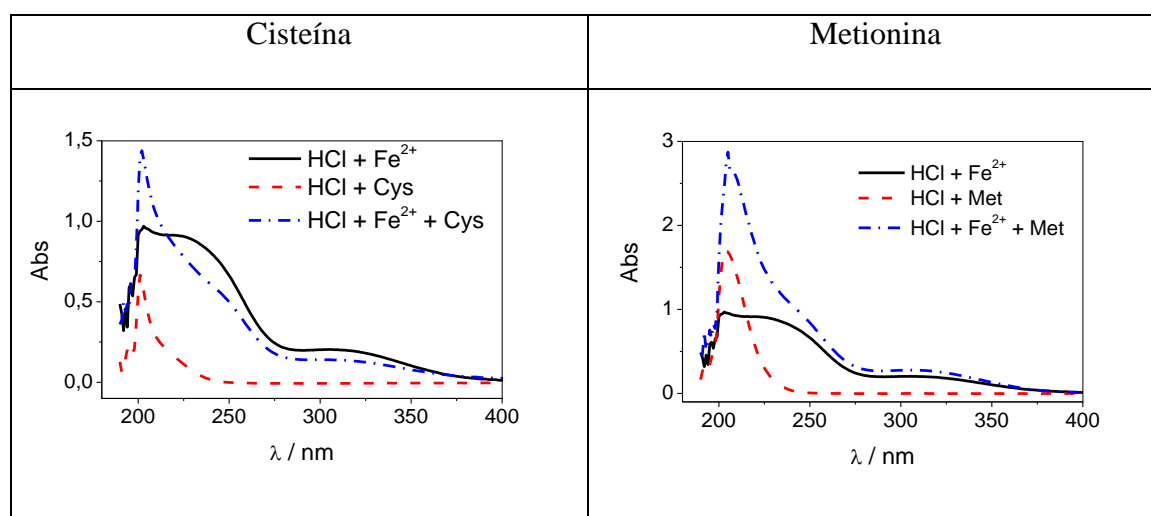 Cisteína
Metionina
1,5
1,0
0,5
0,0
Abs
HCl + Fe²⁺
HCl + Cys
HCl + Fe²⁺ + Cys
200 250 300 350 400
λ / nm
3
2
1
0
Abs
HCl + Fe²⁺
HCl + Met
HCl + Fe²⁺ + Met
200 250 300 350 400
λ / nm